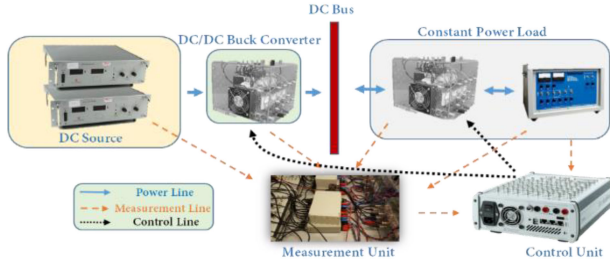 DC Bus
DC/DC Buck Converter
Constant Power Load
DC Source
Power Line
Measurement Line
Control Line
Measurement Unit
Control Unit